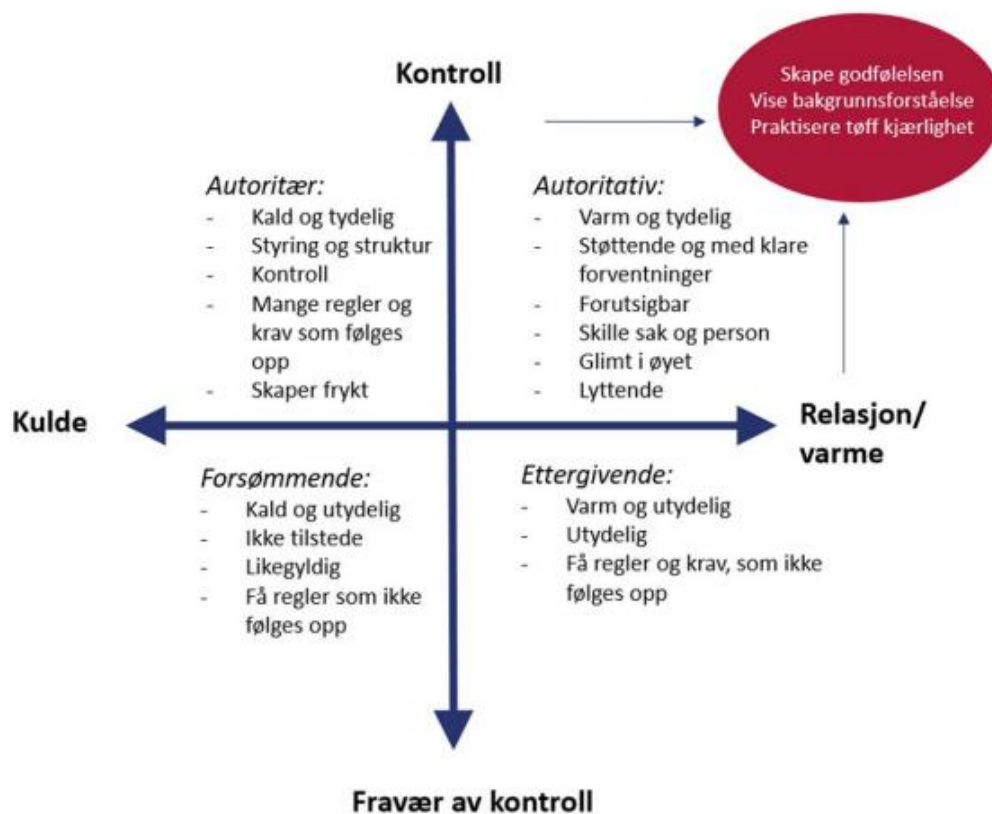 Kontroll
Skape godfølelsen
Vise bakgrunnsforståelse
Praktisere tøff kjærlighet
Autoritær:
- Kald og tydelig
- Styring og struktur
- Kontroll
- Mange regler og
krav som følges
opp
- Skaper frykt
Autoritativ:
- Varm og tydelig
- Støttende og med klare
forventninger
- Forutsigbar
- Skille sak og person
- Glimt i øyet
- Lyttende
Kulde
Relasjon/
varme
Forsømmende:
- Kald og utydelig
- Ikke tilstede
- Likegyldig
- Få regler som ikke
følges opp
Ettergivende:
- Varm og utydelig
- Utydelig
- Få regler og krav, som ikke
følges opp
Fravær av kontroll